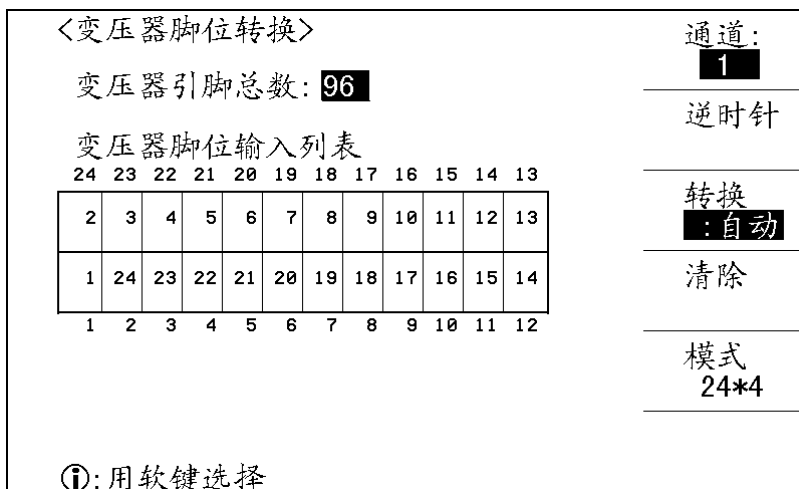 <变压器脚位转换>
变压器引脚总数: 96
变压器脚位输入列表
24 23 22 21 20 19 18 17 16 15 14 13
2 3 4 5 6 7 8 9 10 11 12 13
1 24 23 22 21 20 19 18 17 16 15 14
1 2 3 4 5 6 7 8 9 10 11 12
通道:
1
逆时针
转换
:自动
清除
模式
24*4
ⓘ:用软键选择